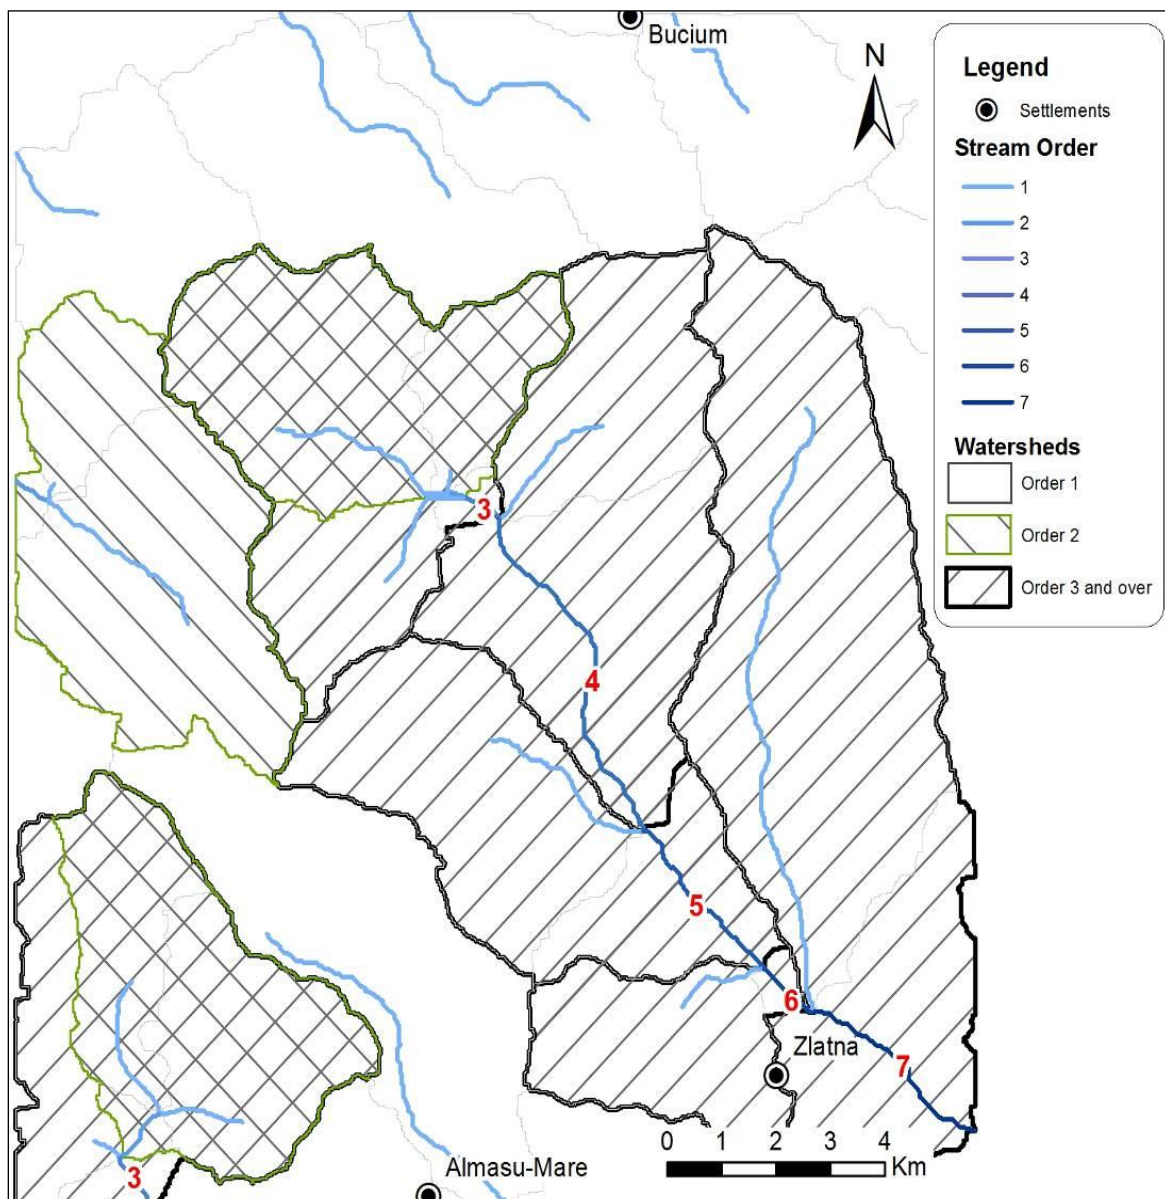 Bucium
N
Legend
Settlements
Stream Order
1
2
3
4
5
6
7
Watersheds
Order 1
Order 2
Order 3 and over
3
4
5
6
Zlatna
7
0 1 2 3 4
Km
Almasu-Mare
3